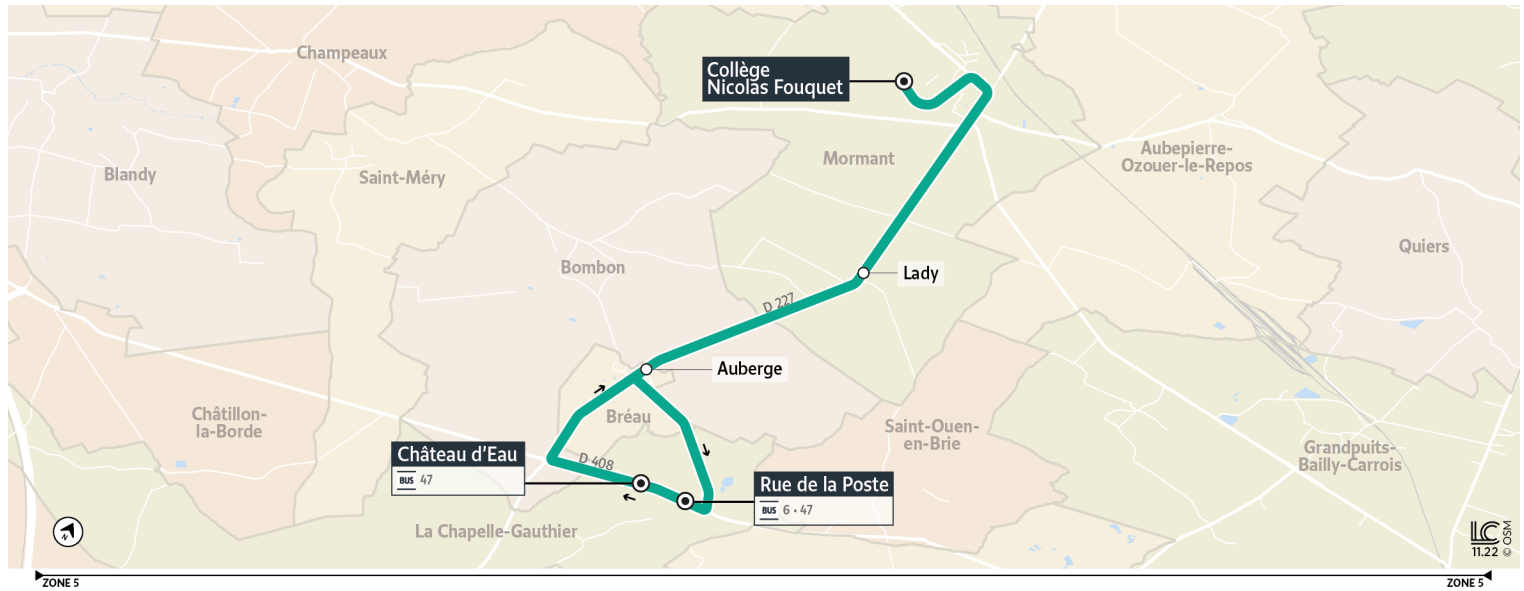 Champeaux
Collège
Nicolas Fouquet
Mormant
Aubepierre-
Ozouer-le-Repos
Blandy
Saint-Méry
Quiers
Bombon
Lady
D 227
Auberge
Châtillon-
la-Borde
Bréau
Saint-Ouen-
en-Brie
Grandpuits-
Bailly-Carrois
Château d'Eau
BUS 47
D 408
Rue de la Poste
BUS 6 • 47
La Chapelle-Gauthier
N
LC
11.22 © OSM
ZONE 5
ZONE 5